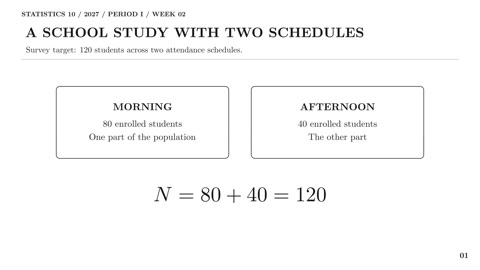 STATISTICS 10 / 2027 / PERIOD I / WEEK 02
A SCHOOL STUDY WITH TWO SCHEDULES
Survey target: 120 students across two attendance schedules.
MORNING
80 enrolled students
One part of the population
AFTERNOON
40 enrolled students
The other part
N = 80 + 40 = 120
01